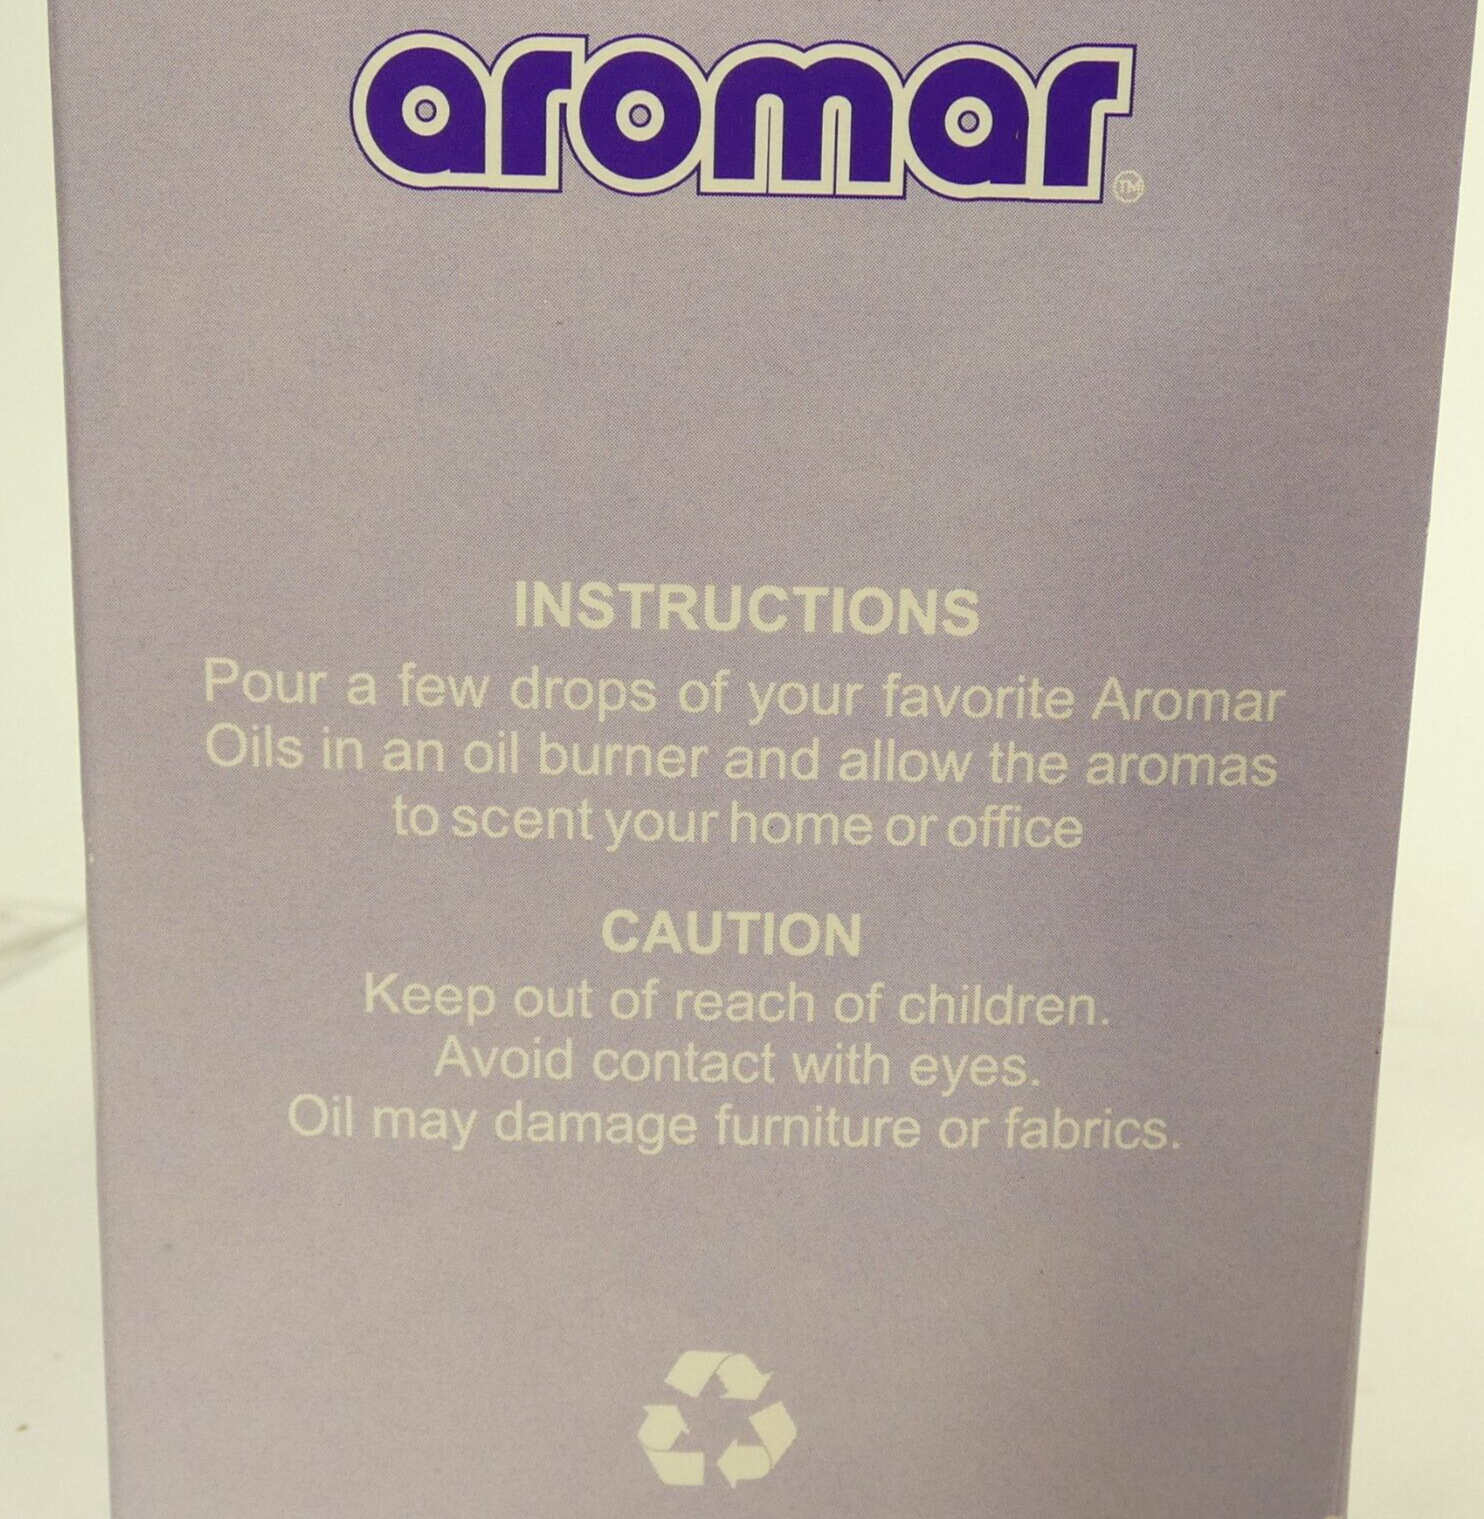 aromar TM
INSTRUCTIONS
Pour a few drops of your favorite Aromar
Oils in an oil burner and allow the aromas
to scent your home or office
CAUTION
Keep out of reach of children.
Avoid contact with eyes.
Oil may damage furniture or fabrics.